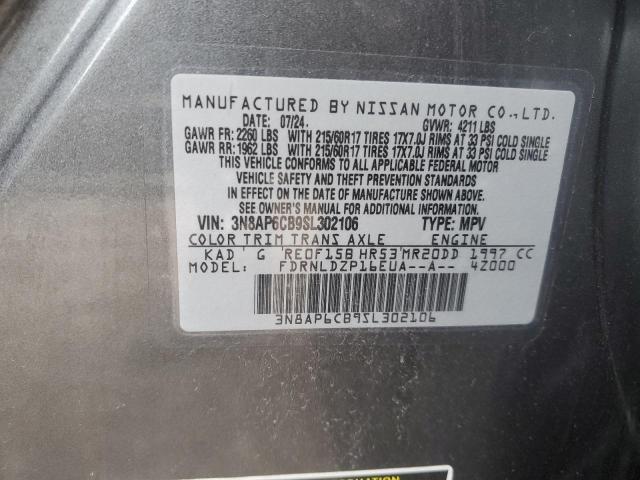 MANUFACTURED BY NISSAN MOTOR CO., LTD.
DATE: 07/24. GVWR: 4211 LBS
GAWR FR: 2260 LBS WITH 215/60R17 TIRES 17X7.0J RIMS AT 33 PSI COLD SINGLE
GAWR RR: 1962 LBS WITH 215/60R17 TIRES 17X7.0J RIMS AT 33 PSI COLD SINGLE
THIS VEHICLE CONFORMS TO ALL APPLICABLE FEDERAL MOTOR
VEHICLE SAFETY AND THEFT PREVENTION STANDARDS
IN EFFECT ON THE DATE OF MANUFACTURE SHOWN ABOVE.
SEE OWNER'S MANUAL FOR ADDITIONAL INFORMATION.
VIN: 3N8AP6CB9SL302106 TYPE: MPV
COLOR TRIM TRANS AXLE ENGINE
KAD G RE0F15B HR53 MR20DD 1997 CC
MODEL: FDRNLDZP16EUA--A-- 4Z000
3N8AP6CB9SL302106
INFORMATION